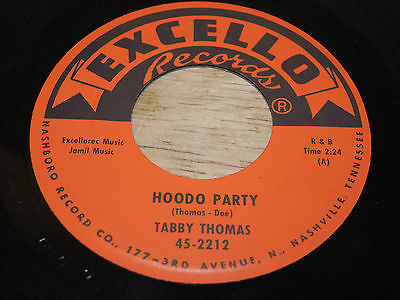 EXCELLO
Records
®
Excellorec Music
Jamil Music
R & B
Time 2:24
(A)
HOODO PARTY
(Thomas - Dee)
TABBY THOMAS
45-2212
NASHBORO RECORD CO., 177-3RD AVENUE, N., NASHVILLE, TENNESSEE